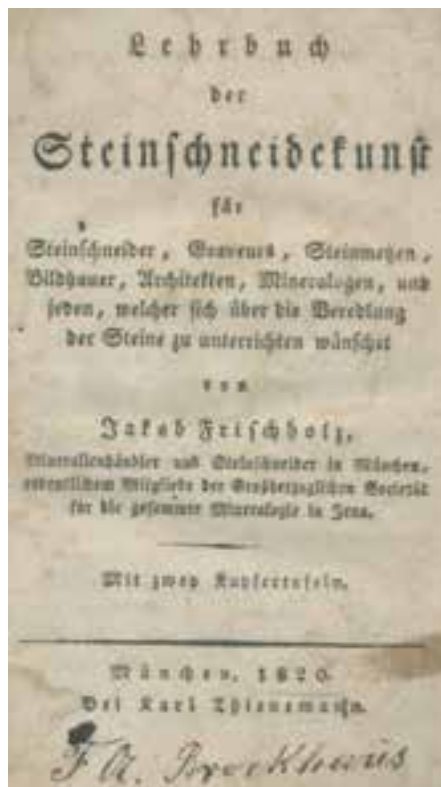 Lehrbuch
der
Steinschneidekunst
für
Steinschneider, Graveurs, Steinmetzen,
Bildhauer, Architekten, Mineralogen, und
jeden, welcher sich über die Veredlung
der Steine zu unterrichten wünschet
von
Jakob Frischholz,
Mineralienhändler und Steinschneider in München,
ordentlichem Mitgliede der Großherzoglichen Societät
für die gesammte Mineralogie in Jena.
Mit zwey Kupfertafeln.
München, 1820.
Bei Karl Thienemann.
F. A. Brockhaus